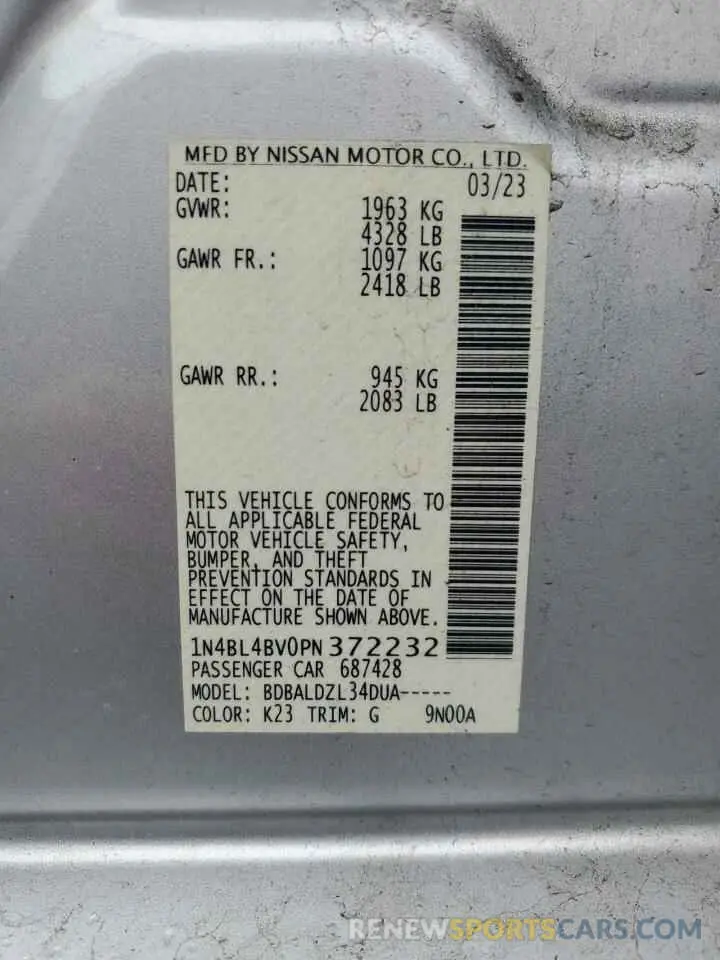 MFD BY NISSAN MOTOR CO., LTD.
DATE: 03/23
GVWR: 1963 KG
4328 LB
GAWR FR.: 1097 KG
2418 LB
GAWR RR.: 945 KG
2083 LB
THIS VEHICLE CONFORMS TO
ALL APPLICABLE FEDERAL
MOTOR VEHICLE SAFETY,
BUMPER, AND THEFT
PREVENTION STANDARDS IN
EFFECT ON THE DATE OF
MANUFACTURE SHOWN ABOVE.
1N4BL4BV0PN 372232
PASSENGER CAR 687428
MODEL: BDBALDZL34DUA-----
COLOR: K23 TRIM: G 9N00A
RENEWSPORTSCARS.COM